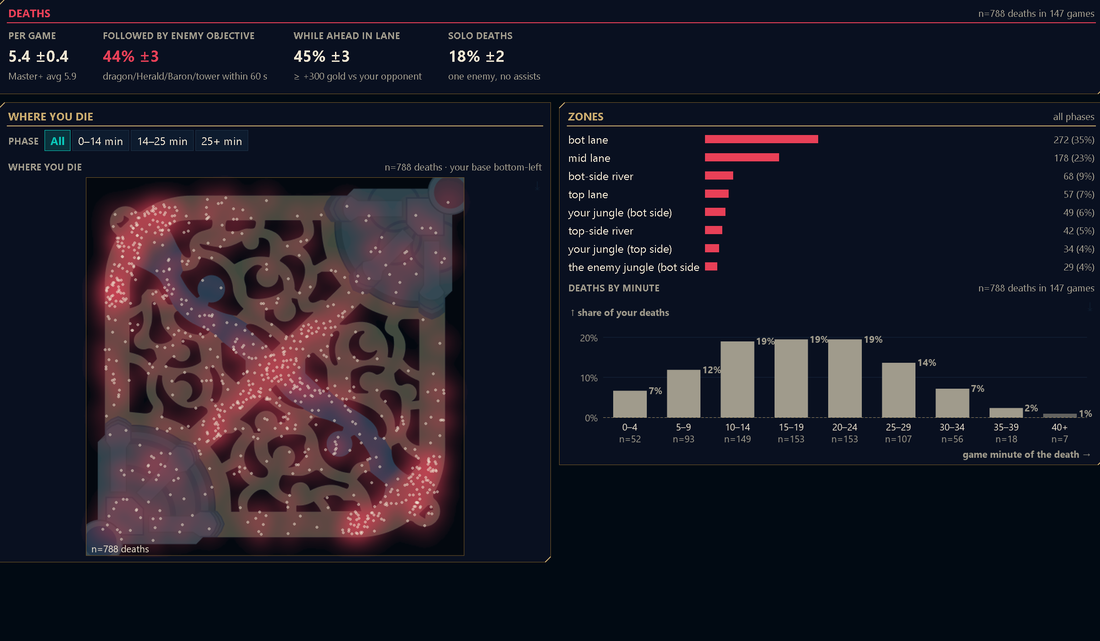 DEATHS
n=788 deaths in 147 games
PER GAME
5.4 ±0.4
Master+ avg 5.9
FOLLOWED BY ENEMY OBJECTIVE
44% ±3
dragon/Herald/Baron/tower within 60 s
WHILE AHEAD IN LANE
45% ±3
≥ +300 gold vs your opponent
SOLO DEATHS
18% ±2
one enemy, no assists
WHERE YOU DIE
PHASE All 0–14 min 14–25 min 25+ min
WHERE YOU DIE
n=788 deaths · your base bottom-left
n=788 deaths
ZONES
all phases
bot lane 272 (35%)
mid lane 178 (23%)
bot-side river 68 (9%)
top lane 57 (7%)
your jungle (bot side) 49 (6%)
top-side river 42 (5%)
your jungle (top side) 34 (4%)
the enemy jungle (bot side 29 (4%)
DEATHS BY MINUTE
n=788 deaths in 147 games
↑ share of your deaths
20%
10%
0%
7% 12% 19% 19% 19% 14% 7% 2% 1%
0–4 5–9 10–14 15–19 20–24 25–29 30–34 35–39 40+
n=52 n=93 n=149 n=153 n=153 n=107 n=56 n=18 n=7
game minute of the death →